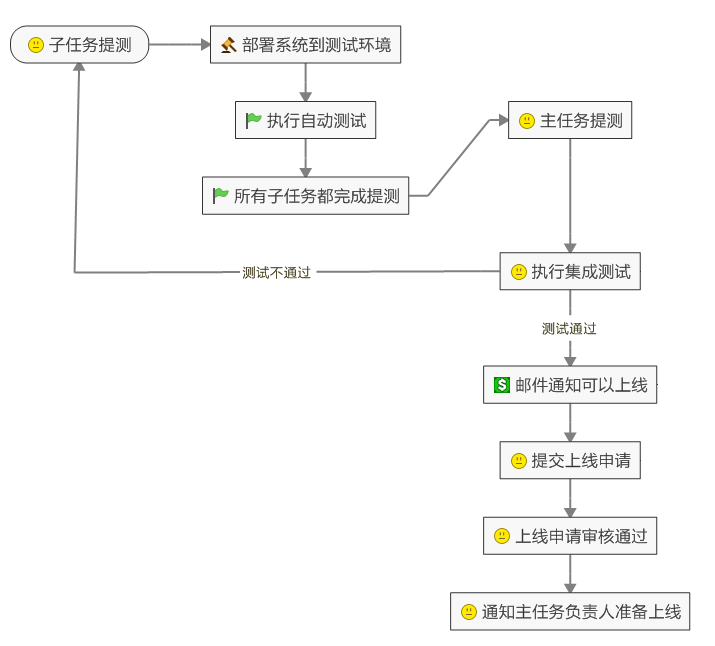 子任务提测
部署系统到测试环境
执行自动测试
主任务提测
所有子任务都完成提测
测试不通过
执行集成测试
测试通过
邮件通知可以上线
提交上线申请
上线申请审核通过
通知主任务负责人准备上线